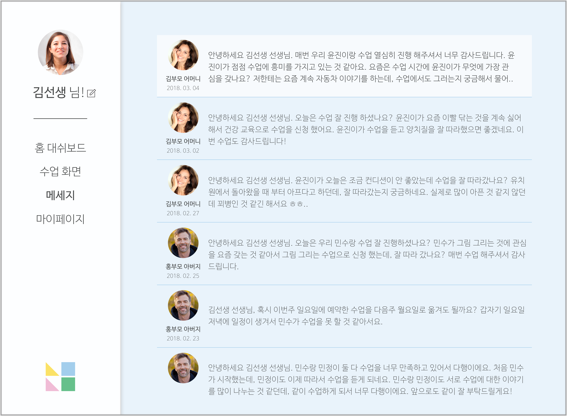 김선생 님!
홈 대쉬보드
수업 화면
메세지
마이페이지
안녕하세요 김선생 선생님. 매번 우리 윤진이랑 수업 열심히 진행 해주셔서 너무 감사드립니다. 윤
진이가 점점 수업에 흥미를 가지고 있는 것 같아요. 요즘은 수업 시간에 윤진이가 무엇에 가장 관
심을 갖나요? 저한테는 요즘 계속 자동차 이야기를 하는데, 수업에서도 그러는지 궁금해서 물어..
김부모 어머니
2018. 03. 04
안녕하세요 김선생 선생님. 오늘은 수업 잘 진행 하셨나요? 윤진이가 요즘 이빨 닦는 것을 계속 싫어
해서 건강 교육으로 수업을 신청 했어요. 윤진이가 수업을 듣고 양치질을 잘 따라했으면 좋겠네요. 이
번 수업도 감사드립니다!
김부모 어머니
2018. 03. 02
안녕하세요 김선생 선생님. 윤진이가 오늘은 조금 컨디션이 안 좋았는데 수업을 잘 따라갔나요? 유치
원에서 돌아왔을 때 부터 아프다고 하던데, 잘 따라갔는지 궁금하네요. 실제로 많이 아픈 것 같지 않던
데 꾀병인 것 같긴 해서요 ㅎㅎ..
김부모 어머니
2018. 02. 27
안녕하세요 김선생 선생님. 오늘은 우리 민수랑 수업 잘 진행하셨나요? 민수가 그림 그리는 것에 관심
을 요즘 갖는 것 같아서 그림 그리는 수업으로 신청 했는데, 잘 따라 갔나요? 매번 수업 해주셔서 감사
드립니다.
홍부모 아버지
2018. 02. 25
김선생 선생님, 혹시 이번주 일요일에 예약한 수업을 다음주 월요일로 옮겨도 될까요? 갑자기 일요일
저녁에 일정이 생겨서 민수가 수업을 못 할 것 같아서요.
홍부모 아버지
2018. 02. 23
안녕하세요 김선생 선생님. 민수랑 민정이 둘 다 수업을 너무 만족하고 있어서 다행이에요. 처음 민수
가 시작했는데, 민정이도 이제 따라서 수업을 듣게 되네요. 민수랑 민정이도 서로 수업에 대한 이야기
를 많이 나누는 것 같던데, 같이 수업하게 되서 너무 다행이에요. 앞으로도 같이 잘 부탁드릴게요!